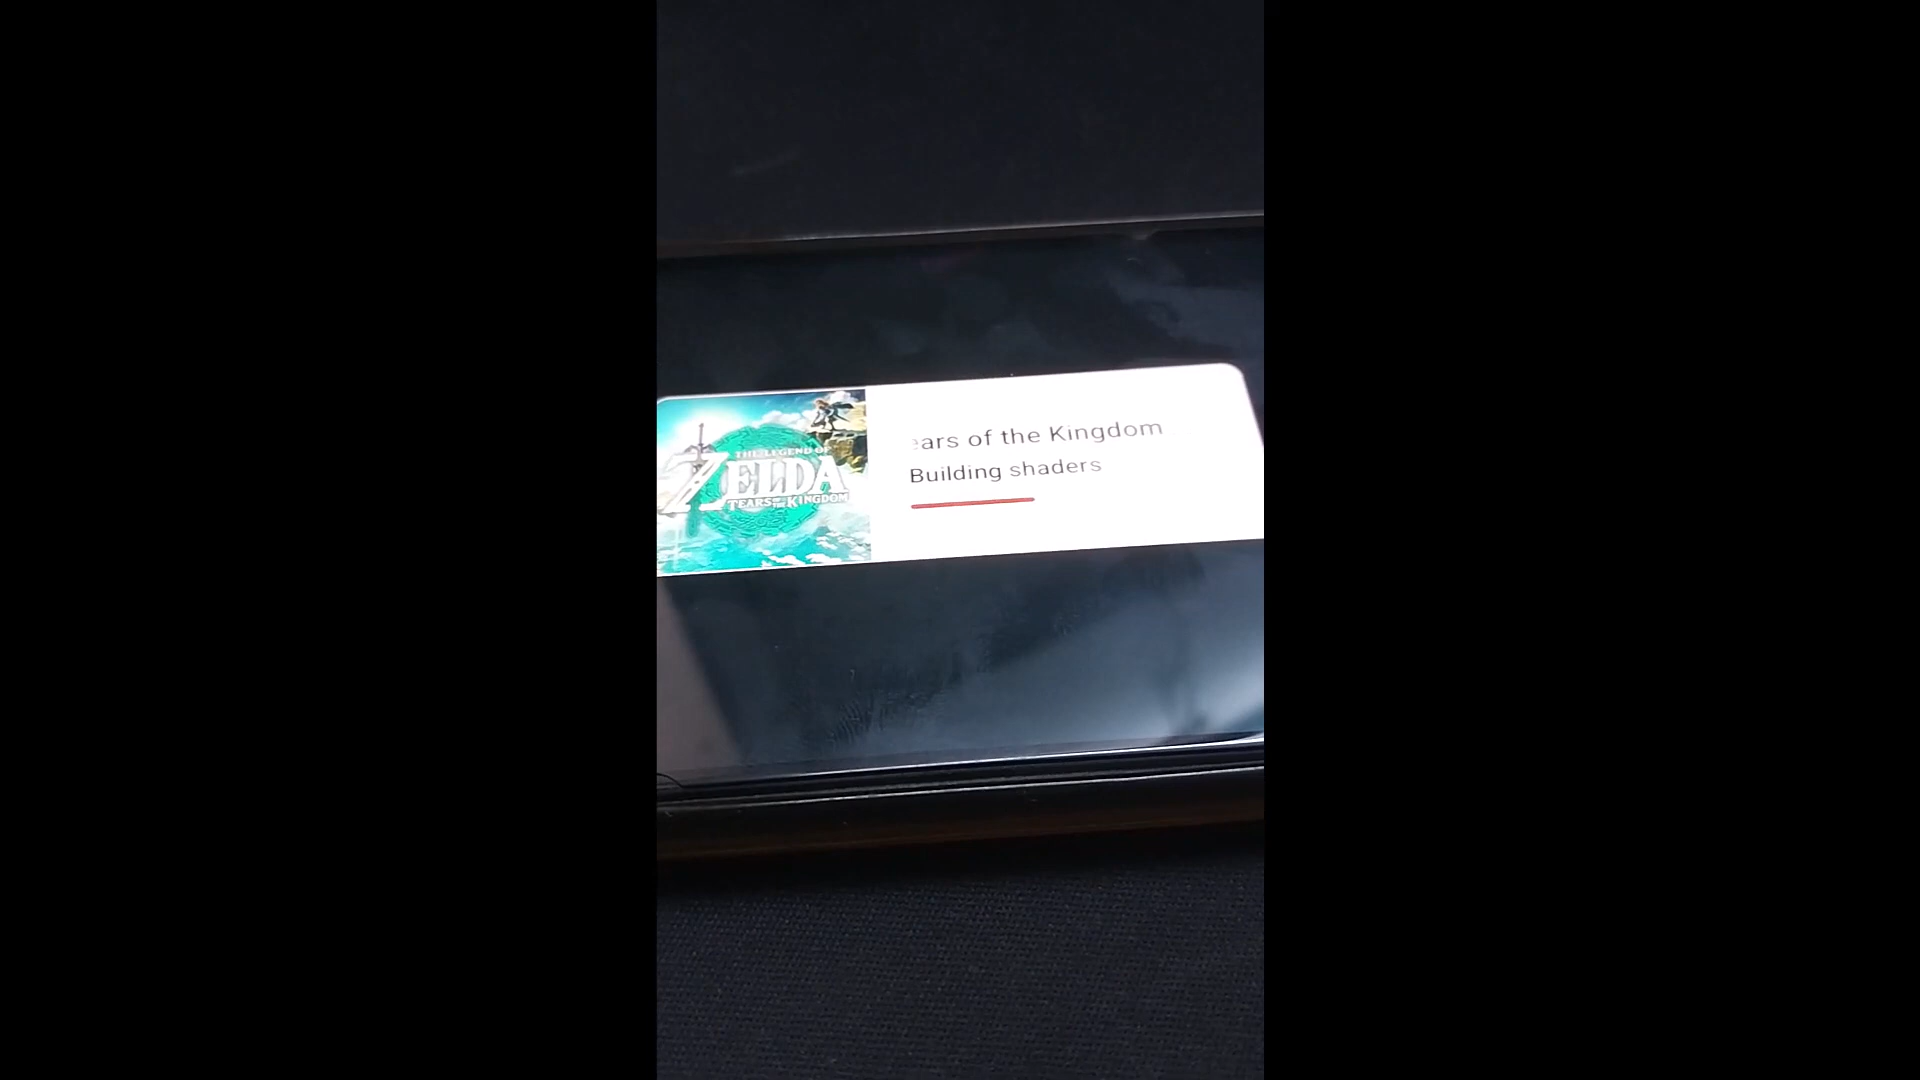 THE LEGEND OF
ZELDA
TEARS OF THE KINGDOM
ears of the Kingdom
Building shaders